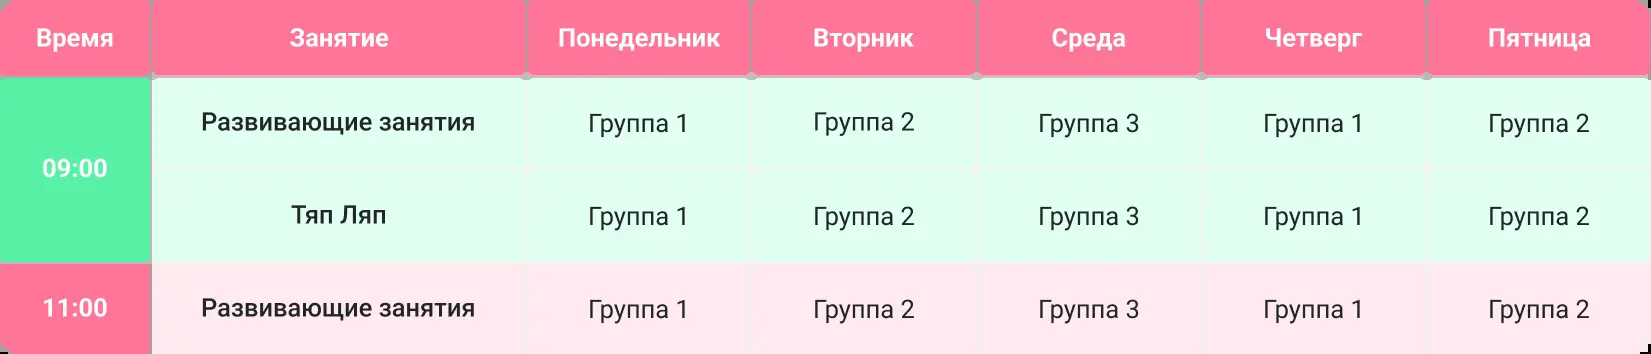 Время Занятие Понедельник Вторник Среда Четверг Пятница
09:00
Развивающие занятия Группа 1 Группа 2 Группа 3 Группа 1 Группа 2
Тяп Ляп Группа 1 Группа 2 Группа 3 Группа 1 Группа 2
11:00 Развивающие занятия Группа 1 Группа 2 Группа 3 Группа 1 Группа 2